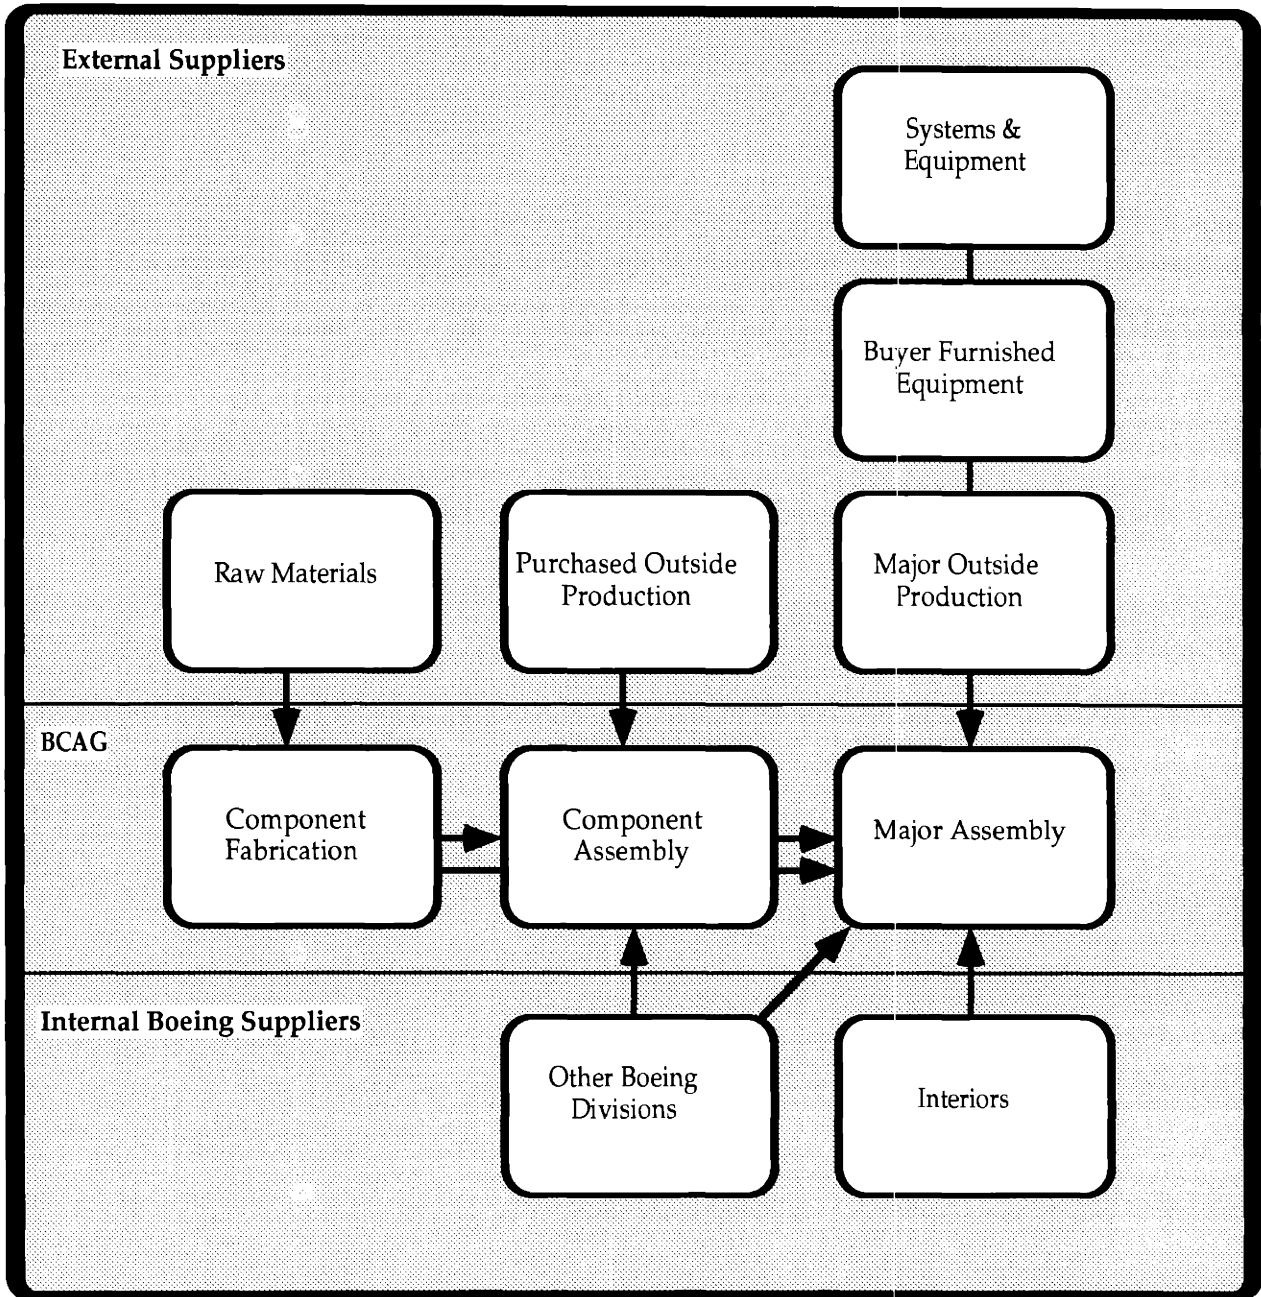 External Suppliers
Systems &
Equipment
Buyer Furnished
Equipment
Raw Materials
Purchased Outside
Production
Major Outside
Production
BCAG
Component
Fabrication
Component
Assembly
Major Assembly
Internal Boeing Suppliers
Other Boeing
Divisions
Interiors